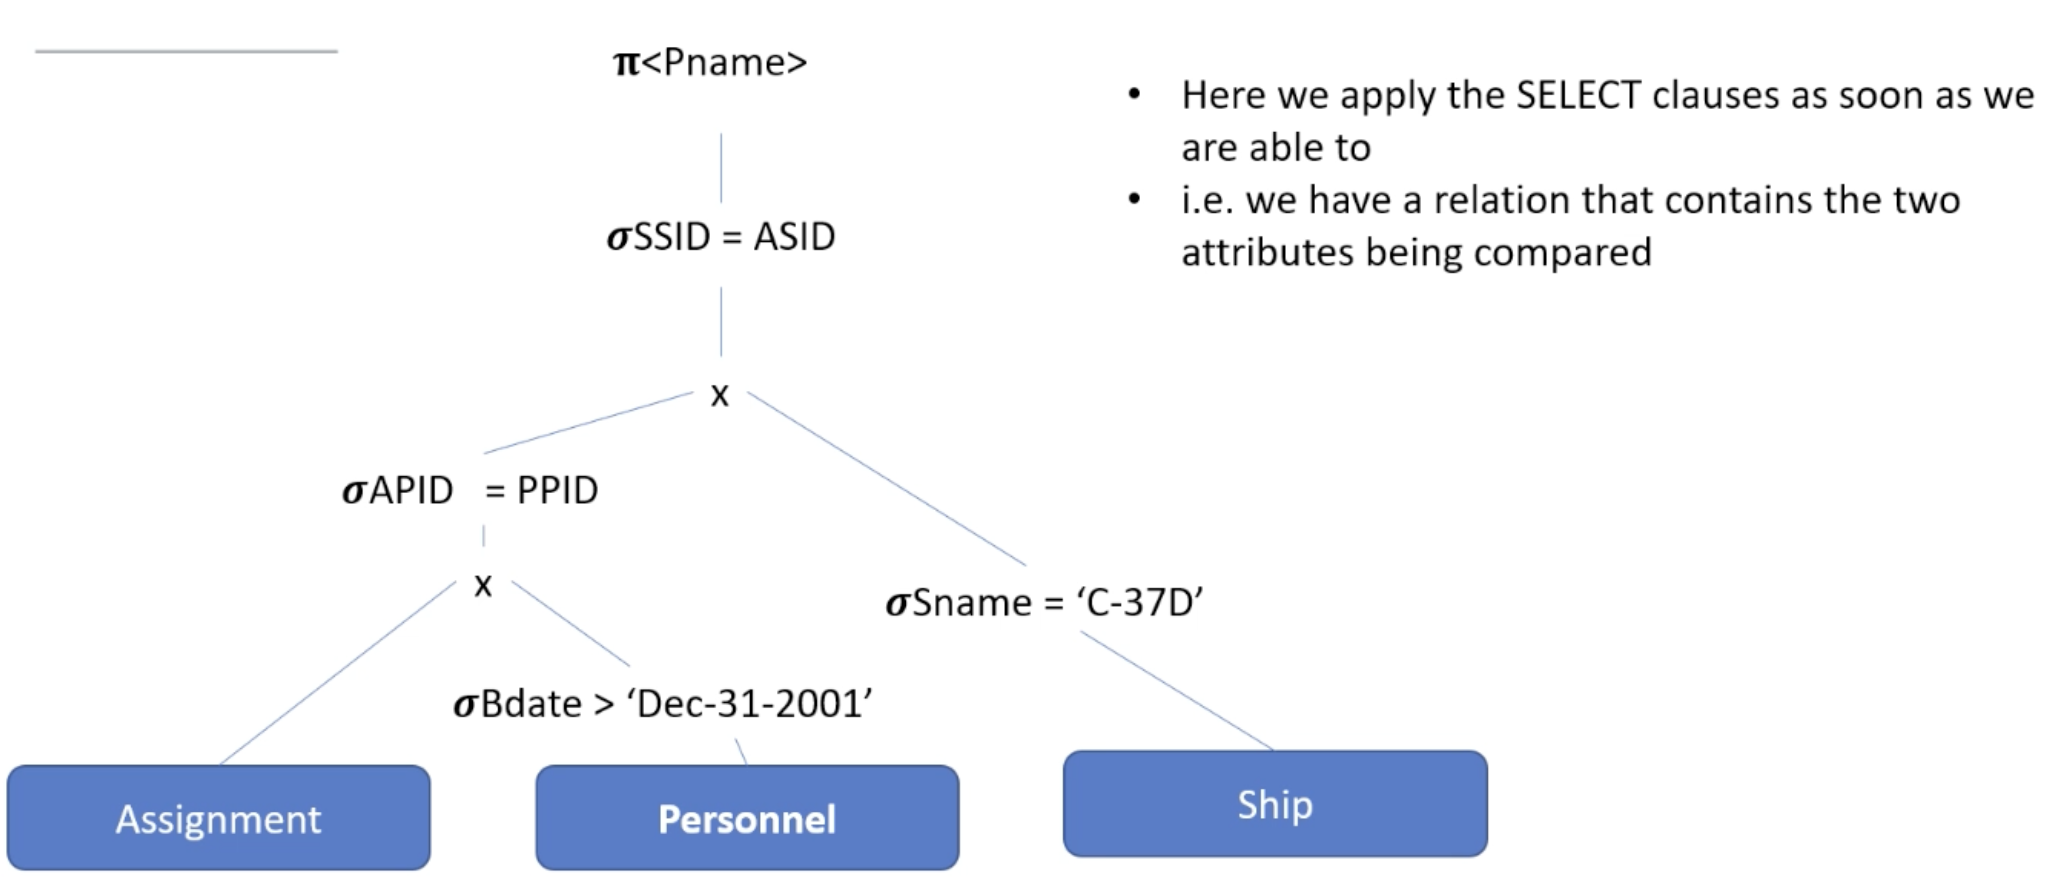 π<Pname>
σSSID = ASID
x
σAPID = PPID
x
σSname = ‘C-37D’
σBdate > ‘Dec-31-2001’
Assignment
Personnel
Ship
• Here we apply the SELECT clauses as soon as we
are able to
• i.e. we have a relation that contains the two
attributes being compared